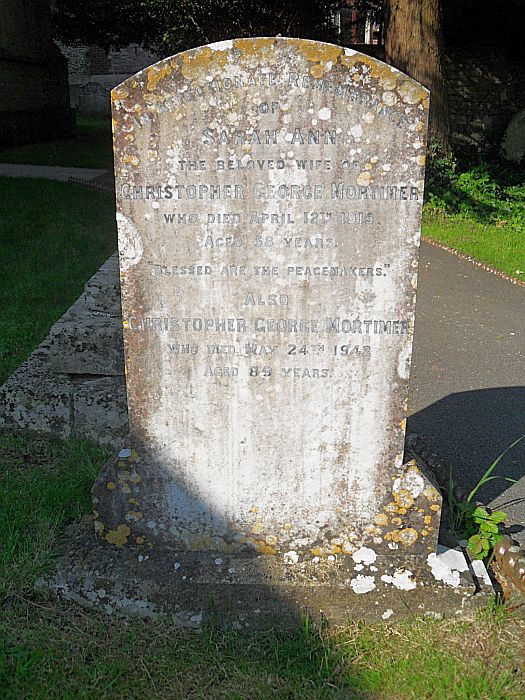 IN AFFECTIONATE REMEMBRANCE
OF
SARAH ANN
THE BELOVED WIFE OF
CHRISTOPHER GEORGE MORTIMER
WHO DIED APRIL 12TH 1915
AGED 58 YEARS.
"BLESSED ARE THE PEACEMAKERS."
ALSO
CHRISTOPHER GEORGE MORTIMER
WHO DIED MAY 24TH 1942
AGED 89 YEARS.